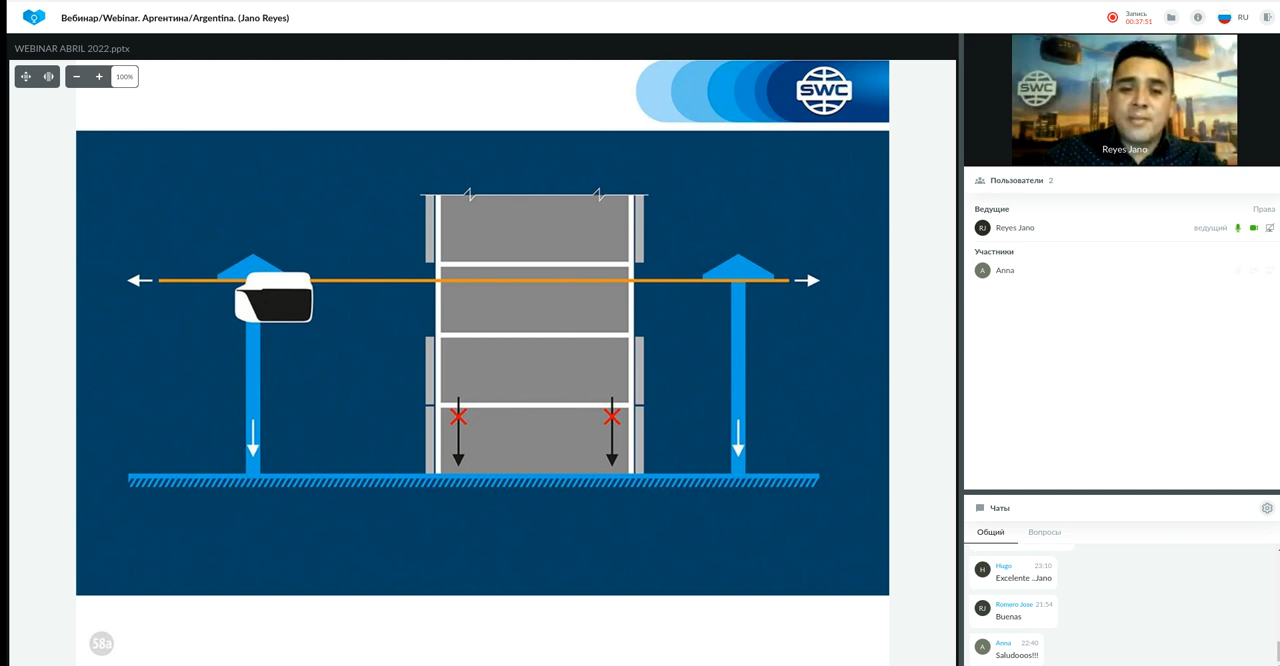 Вебинар/Webinar. Аргентина/Argentina. (Jano Reyes)
Запись
00:37:51
RU
WEBINAR ABRIL 2022.pptx
100%
SWC
58a
SWC
Reyes Jano
Пользователи 2
Ведущие Права
RJ Reyes Jano ведущий
Участники
A Anna
Чаты
Общий Вопросы
H Hugo 23:10
Excelente ..Jano
RJ Romero Jose 21:54
Buenas
A Anna 22:40
Saludooos!!!